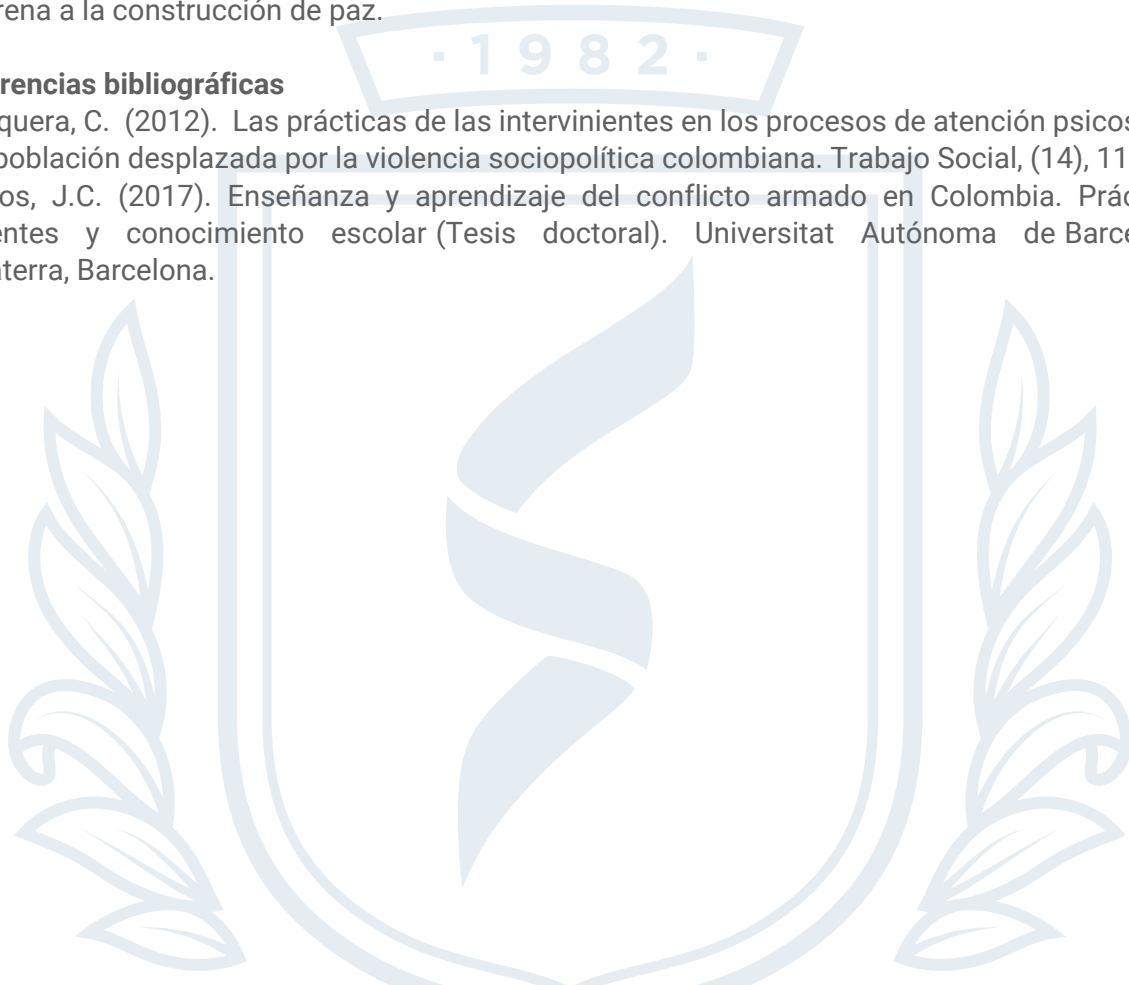 rena a la construcción de paz.
· 1 9 8 2 ·
rencias bibliográficas
quera, C. (2012). Las prácticas de las intervinientes en los procesos de atención psicos
población desplazada por la violencia sociopolítica colombiana. Trabajo Social, (14), 11
os, J.C. (2017). Enseñanza y aprendizaje del conflicto armado en Colombia. Prác
entes y conocimiento escolar (Tesis doctoral). Universitat Autónoma de Barce
terra, Barcelona.